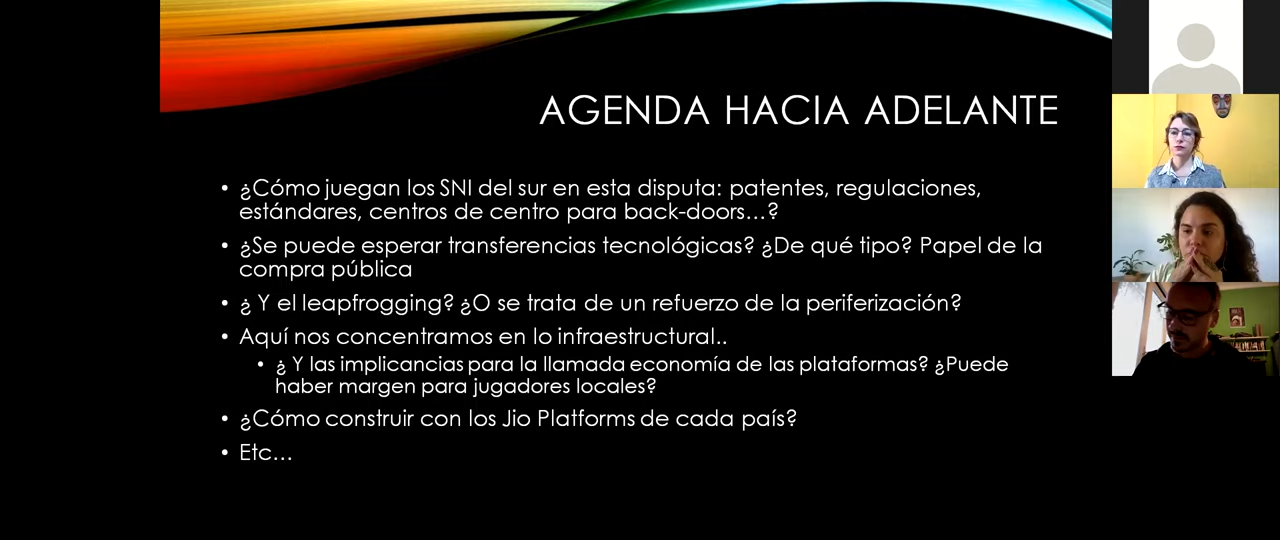 AGENDA HACIA ADELANTE
• ¿Cómo juegan los SNI del sur en esta disputa: patentes, regulaciones,
estándares, centros de centro para back-doors...?
• ¿Se puede esperar transferencias tecnológicas? ¿De qué tipo? Papel de la
compra pública
• ¿ Y el leapfrogging? ¿O se trata de un refuerzo de la periferización?
• Aquí nos concentramos en lo infraestructural..
• ¿ Y las implicancias para la llamada economía de las plataformas? ¿Puede
haber margen para jugadores locales?
• ¿Cómo construir con los Jio Platforms de cada país?
• Etc...